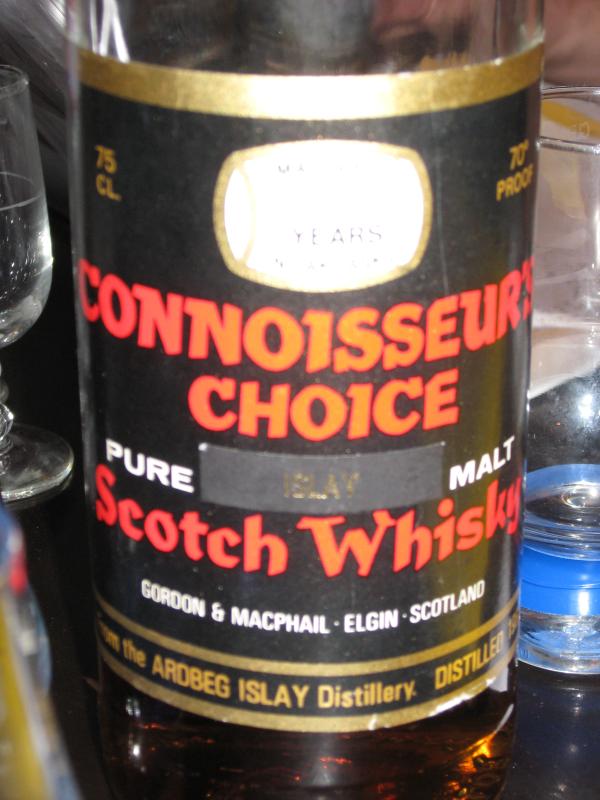 75
CL.
70°
PROOF
YEARS
CONNOISSEUR'S
CHOICE
PURE
ISLAY
MALT
Scotch Whisky
GORDON & MACPHAIL · ELGIN · SCOTLAND
the ARDBEG ISLAY Distillery. DISTILLED